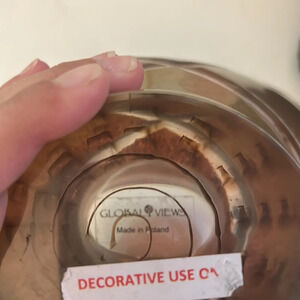 GLOBAL VIEWS
Made in Poland
DECORATIVE USE